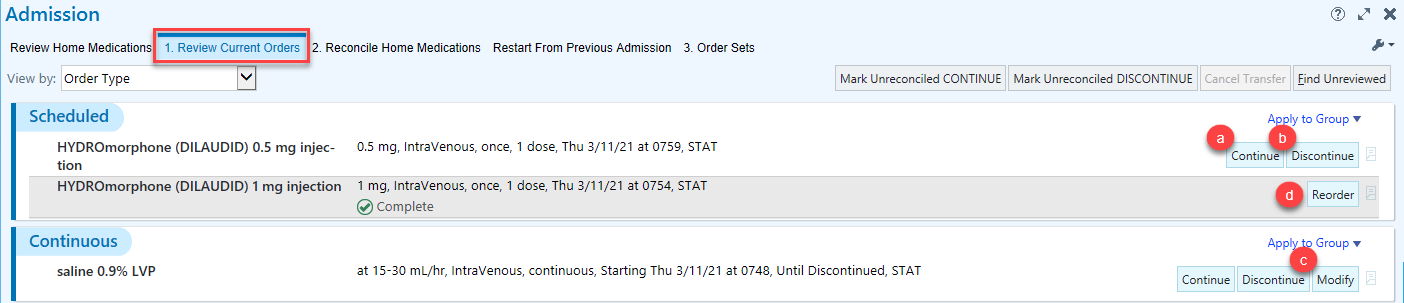 Admission
Review Home Medications 1. Review Current Orders 2. Reconcile Home Medications Restart From Previous Admission 3. Order Sets
View by: Order Type Mark Unreconciled CONTINUE Mark Unreconciled DISCONTINUE Cancel Transfer Find Unreviewed
Scheduled Apply to Group
a b
HYDROmorphone (DILAUDID) 0.5 mg injec- 0.5 mg, IntraVenous, once, 1 dose, Thu 3/11/21 at 0759, STAT Continue Discontinue
tion
HYDROmorphone (DILAUDID) 1 mg injection 1 mg, IntraVenous, once, 1 dose, Thu 3/11/21 at 0754, STAT d Reorder
Complete
Continuous Apply to Group
c
saline 0.9% LVP at 15-30 mL/hr, IntraVenous, continuous, Starting Thu 3/11/21 at 0748, Until Discontinued, STAT Continue Discontinue Modify